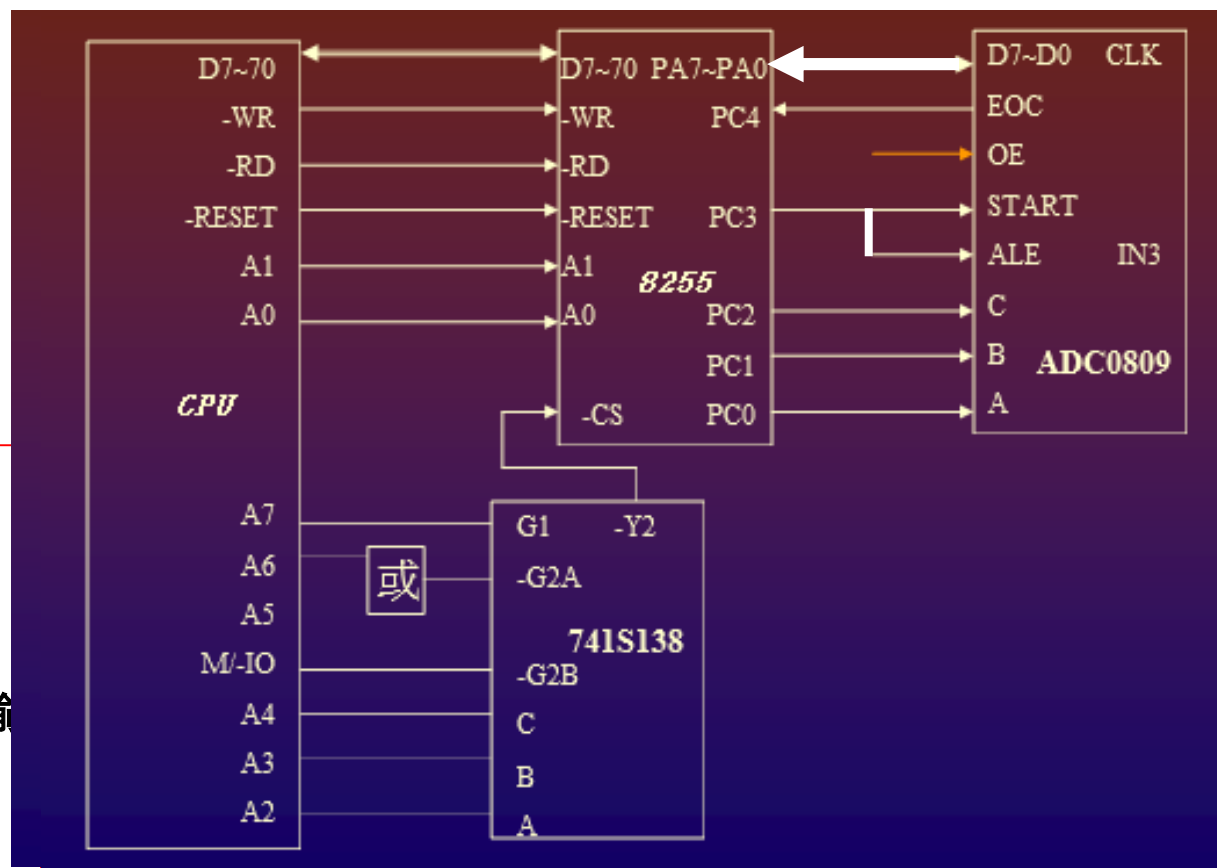 D7~70
-WR
-RD
-RESET
A1
A0
CPU
A7
A6
A5
M/-IO
A4
A3
A2
或
D7~70 PA7~PA0
-WR PC4
-RD
-RESET PC3
A1
8255
A0 PC2
PC1
-CS PC0
G1 -Y2
-G2A
741S138
-G2B
C
B
A
D7~D0 CLK
EOC
OE
START
ALE IN3
C
B ADC0809
A